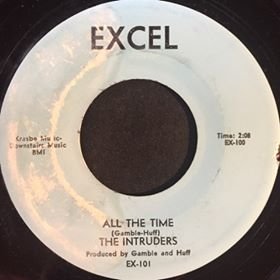 EXCEL
Krasbo Music-
Downstairs Music
BMI
Time: 2:08
EX-100
ALL THE TIME
(Gamble-Huff)
THE INTRUDERS
Produced by Gamble and Huff
EX-101